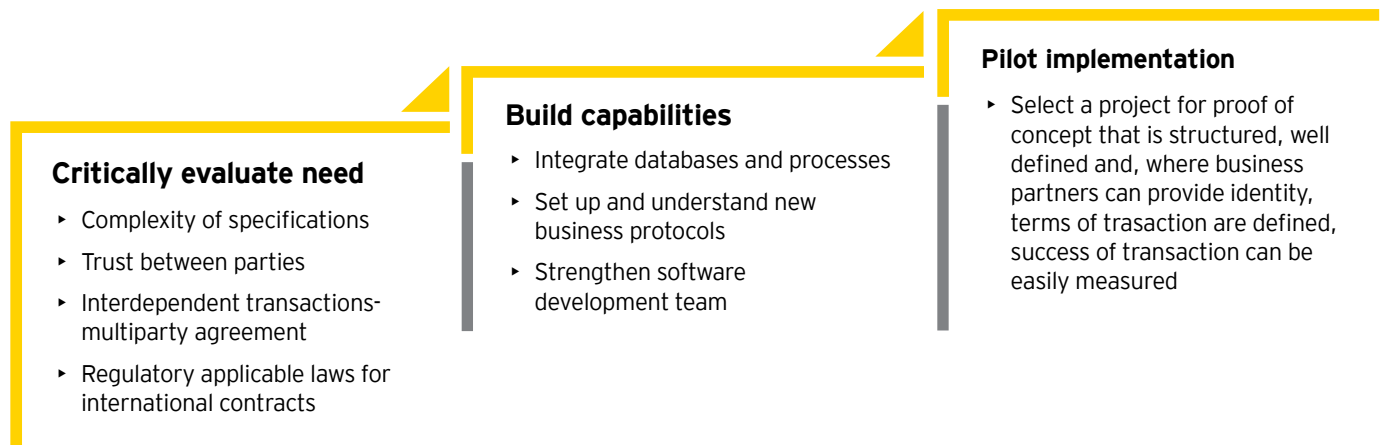 Critically evaluate need
‣ Complexity of specifications
‣ Trust between parties
‣ Interdependent transactions-
multiparty agreement
‣ Regulatory applicable laws for
international contracts
Build capabilities
‣ Integrate databases and processes
‣ Set up and understand new
business protocols
‣ Strengthen software
development team
Pilot implementation
‣ Select a project for proof of
concept that is structured, well
defined and, where business
partners can provide identity,
terms of trasaction are defined,
success of transaction can be
easily measured